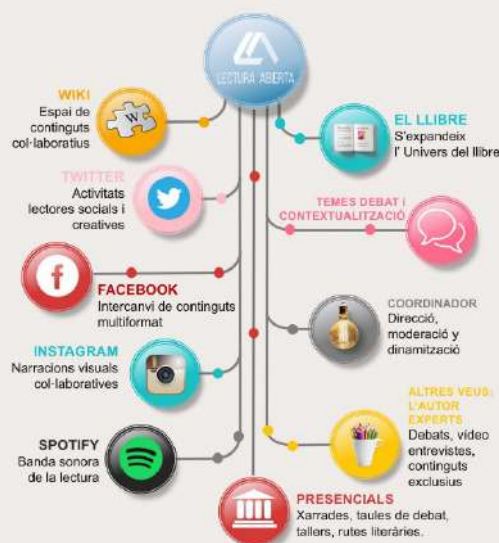 LECTURA ABIERTA
WIKI
Espai de
continguts
col·laboratius
W
EL LLIBRE
S'expandeix
l' Univers del llibre
TWITTER
Activitats
lectores socials i
creatives
TEMES DEBAT I
CONTEXTUALITZACIÓ
f
FACEBOOK
Intercanvi de continguts
multiformat
COORDINADOR
Direcció,
moderació y
dinamització
INSTAGRAM
Narracions visuals
col·laboratives
ALTRES VEUS:
L'AUTOR
EXPERTS
Debats, vídeo
entrevistes,
continguts
exclusius
SPOTIFY
Banda sonora
de la lectura
PRESENCIALS
Xarrades, taules de debat,
tallers, rutes literàries.